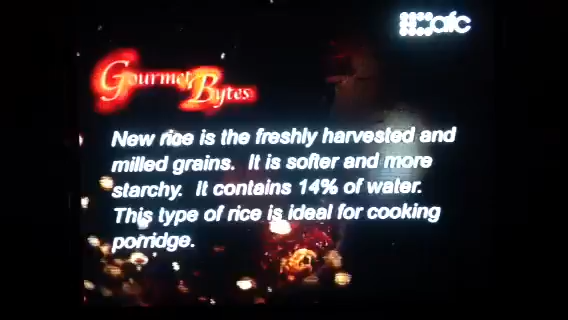 afc
Gourmet Bytes
New rice is the freshly harvested and
milled grains. It is softer and more
starchy. It contains 14% of water.
This type of rice is ideal for cooking
porridge.